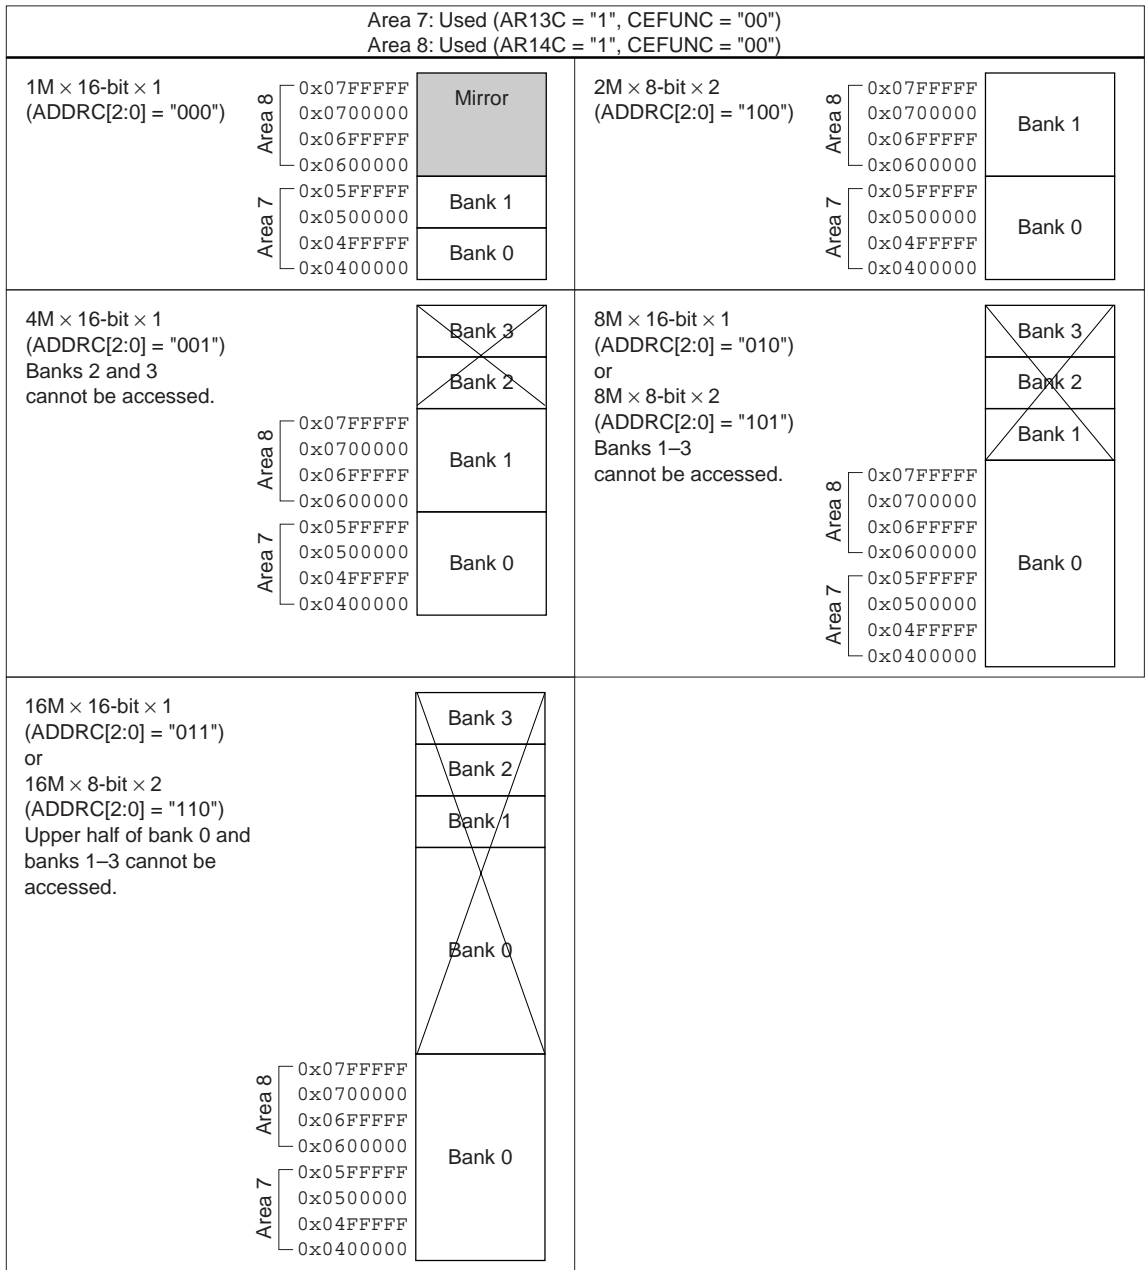 Area 7: Used (AR13C = "1", CEFUNC = "00")
Area 8: Used (AR14C = "1", CEFUNC = "00")
1M × 16-bit × 1
(ADDRC[2:0] = "000")
Area 8
0x07FFFFF
0x0700000
0x06FFFFF
0x0600000
Area 7
0x05FFFFF
0x0500000
0x04FFFFF
0x0400000
Mirror
Bank 1
Bank 0
2M × 8-bit × 2
(ADDRC[2:0] = "100")
Area 8
0x07FFFFF
0x0700000
0x06FFFFF
0x0600000
Area 7
0x05FFFFF
0x0500000
0x04FFFFF
0x0400000
Bank 1
Bank 0
4M × 16-bit × 1
(ADDRC[2:0] = "001")
Banks 2 and 3
cannot be accessed.
Area 8
0x07FFFFF
0x0700000
0x06FFFFF
0x0600000
Area 7
0x05FFFFF
0x0500000
0x04FFFFF
0x0400000
Bank 3
Bank 2
Bank 1
Bank 0
8M × 16-bit × 1
(ADDRC[2:0] = "010")
or
8M × 8-bit × 2
(ADDRC[2:0] = "101")
Banks 1–3
cannot be accessed.
Area 8
0x07FFFFF
0x0700000
0x06FFFFF
0x0600000
Area 7
0x05FFFFF
0x0500000
0x04FFFFF
0x0400000
Bank 3
Bank 2
Bank 1
Bank 0
16M × 16-bit × 1
(ADDRC[2:0] = "011")
or
16M × 8-bit × 2
(ADDRC[2:0] = "110")
Upper half of bank 0 and
banks 1–3 cannot be
accessed.
Area 8
0x07FFFFF
0x0700000
0x06FFFFF
0x0600000
Area 7
0x05FFFFF
0x0500000
0x04FFFFF
0x0400000
Bank 3
Bank 2
Bank 1
Bank 0
Bank 0